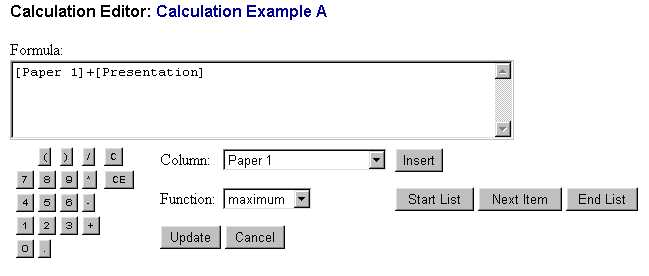 Calculation Editor: Calculation Example A
Formula:
[Paper 1]+[Presentation]
( ) / C
Column: Paper 1 Insert
7 8 9 ^ CE
4 5 6 -
Function: maximum Start List Next Item End List
1 2 3 +
Update Cancel
0 .